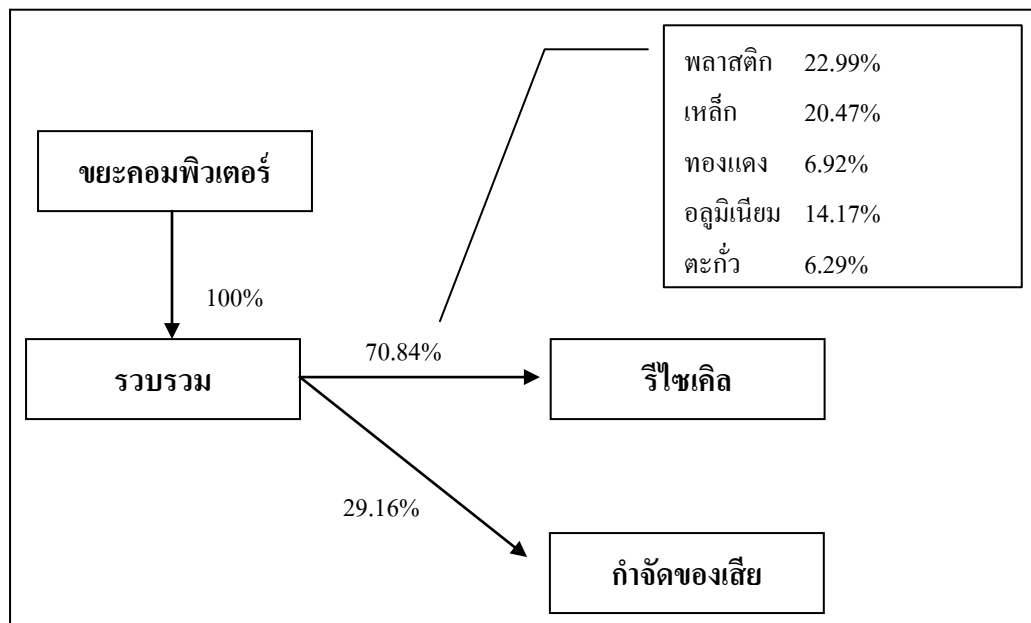 พลาสติก 22.99%
เหล็ก 20.47%
ทองแดง 6.92%
อลูมิเนียม 14.17%
ตะกั่ว 6.29%
ขยะคอมพิวเตอร์
100%
รวบรวม
70.84%
รีไซเคิล
29.16%
กำจัดของเสีย